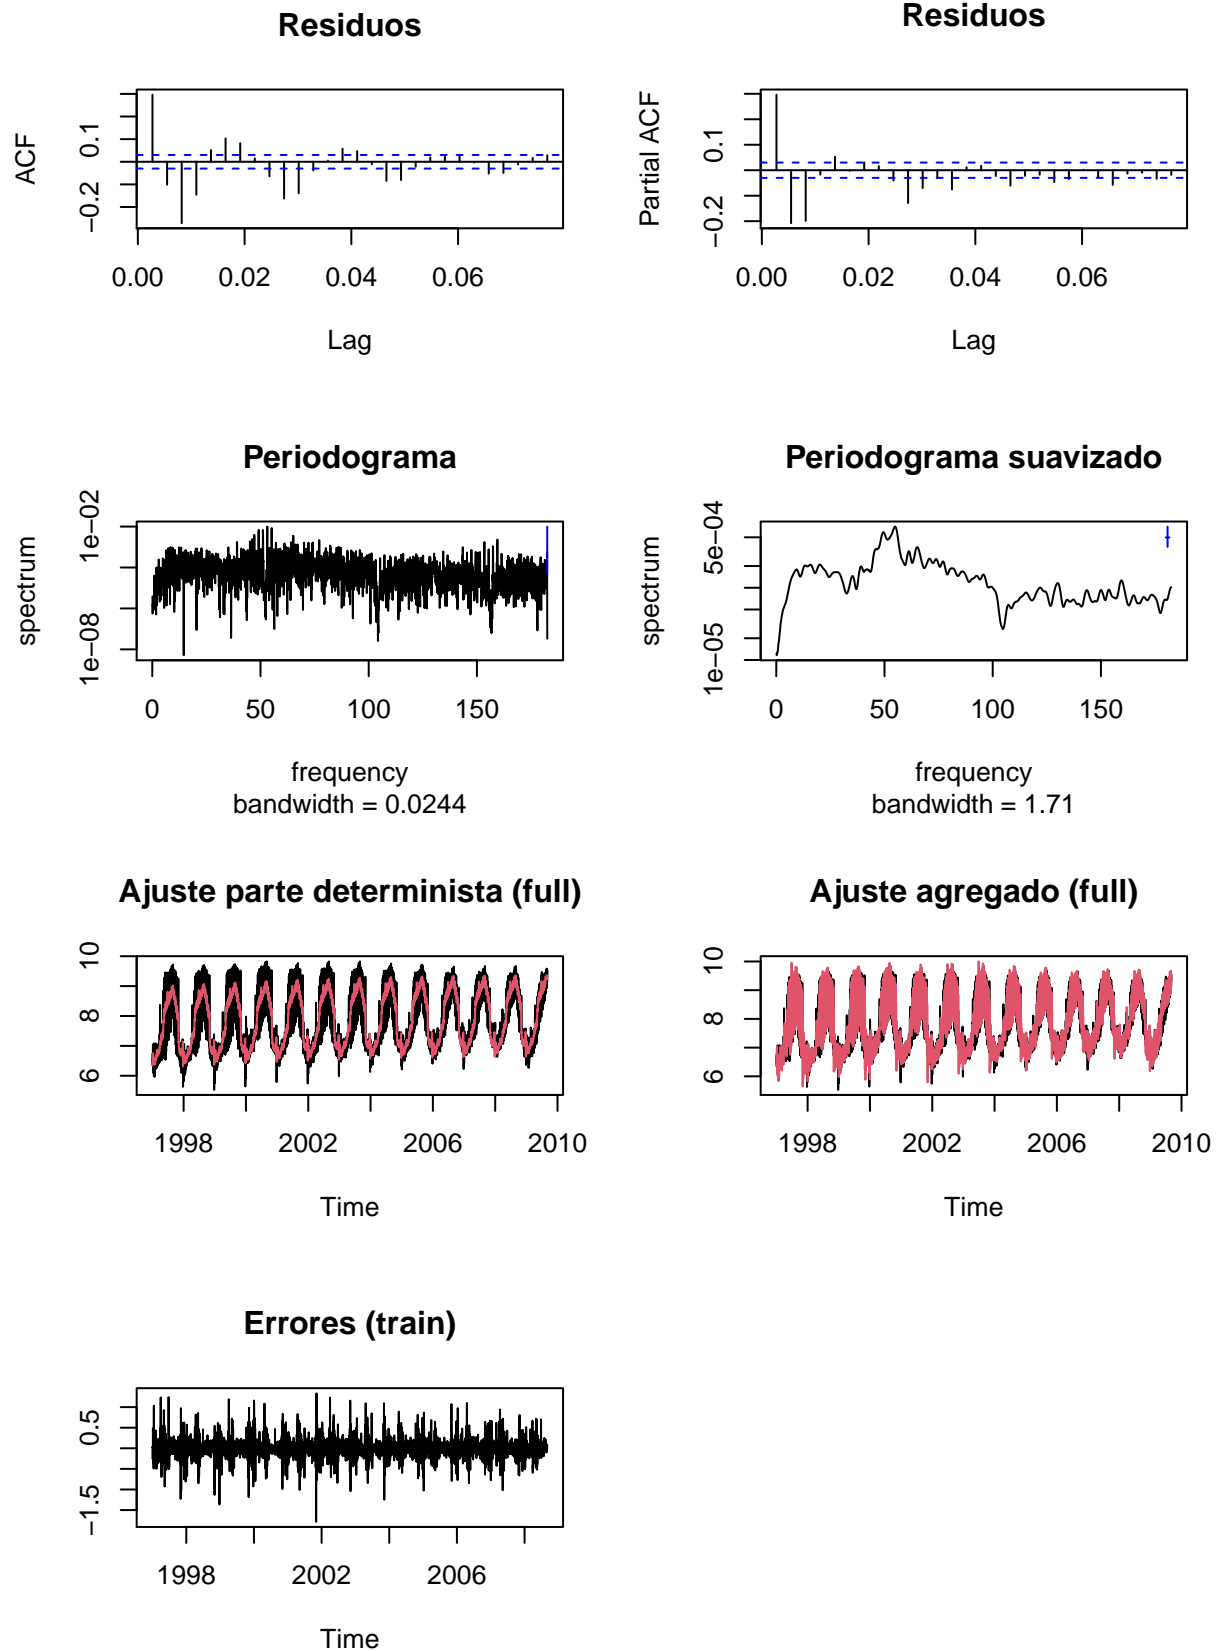 Residuos
ACF
0.1
−0.2
0.00 0.02 0.04 0.06
Lag
Residuos
Partial ACF
0.1
−0.2
0.00 0.02 0.04 0.06
Lag
Periodograma
spectrum
1e−02
1e−08
0 50 100 150
frequency
bandwidth = 0.0244
Periodograma suavizado
spectrum
5e−04
1e−05
0 50 100 150
frequency
bandwidth = 1.71
Ajuste parte determinista (full)
10
8
6
1998 2002 2006 2010
Time
Ajuste agregado (full)
10
8
6
1998 2002 2006 2010
Time
Errores (train)
0.5
−1.5
1998 2002 2006
Time